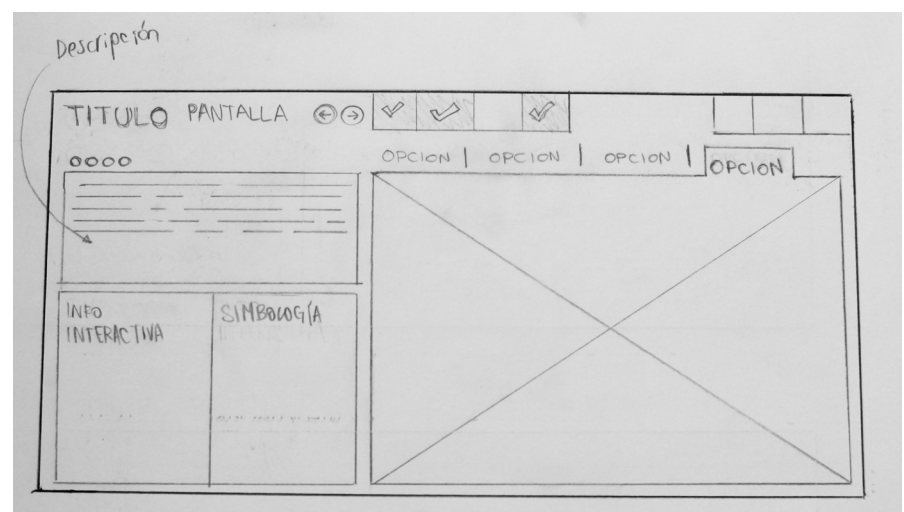 Descripción
TITULO PANTALLA
OPCION | OPCION | OPCION | OPCION
INFO
INTERACTIVA
SIMBOLOGÍA